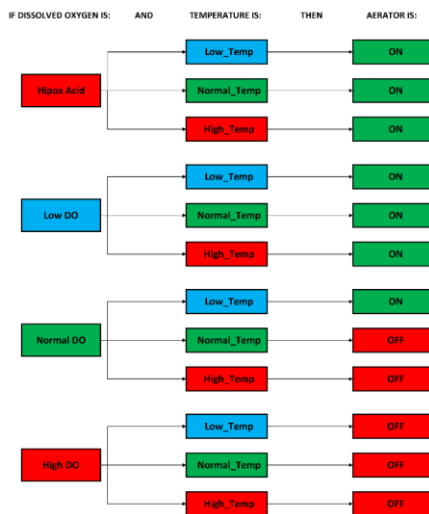 IF DISSOLVED OXYGEN IS: AND TEMPERATURE IS: THEN AERATOR IS:
Low_Temp ON
Hipox Acid Normal_Temp ON
High_Temp ON
Low_Temp ON
Low DO Normal_Temp ON
High_Temp ON
Low_Temp ON
Normal DO Normal_Temp OFF
High_Temp OFF
Low_Temp OFF
High DO Normal_Temp OFF
High_Temp OFF